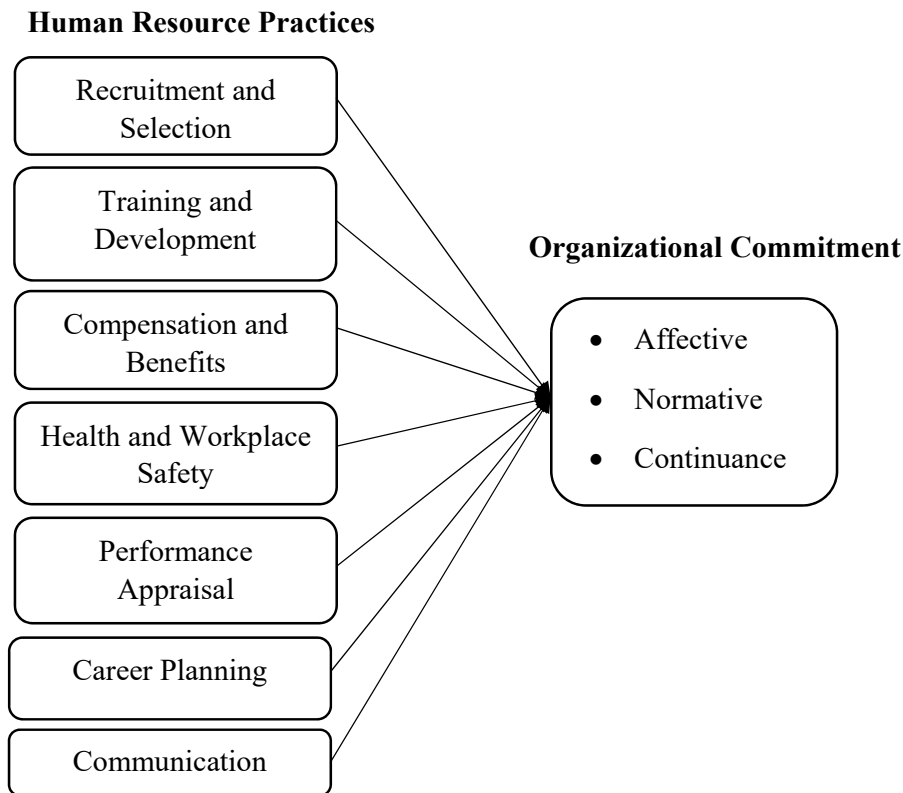 Human Resource Practices
Recruitment and
Selection
Training and
Development
Compensation and
Benefits
Health and Workplace
Safety
Performance
Appraisal
Career Planning
Communication
Organizational Commitment
• Affective
• Normative
• Continuance